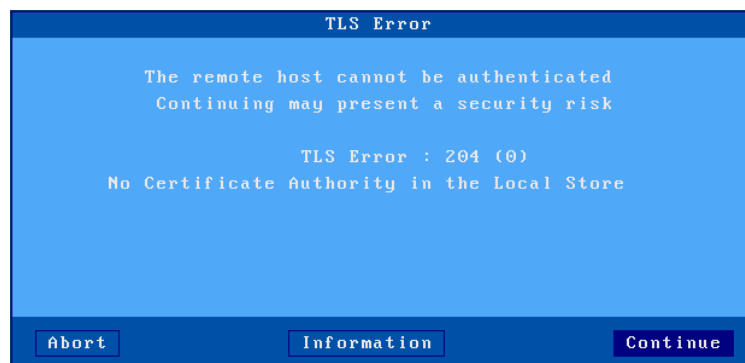 TLS Error
The remote host cannot be authenticated
Continuing may present a security risk
TLS Error : 204 (0)
No Certificate Authority in the Local Store
Abort Information Continue